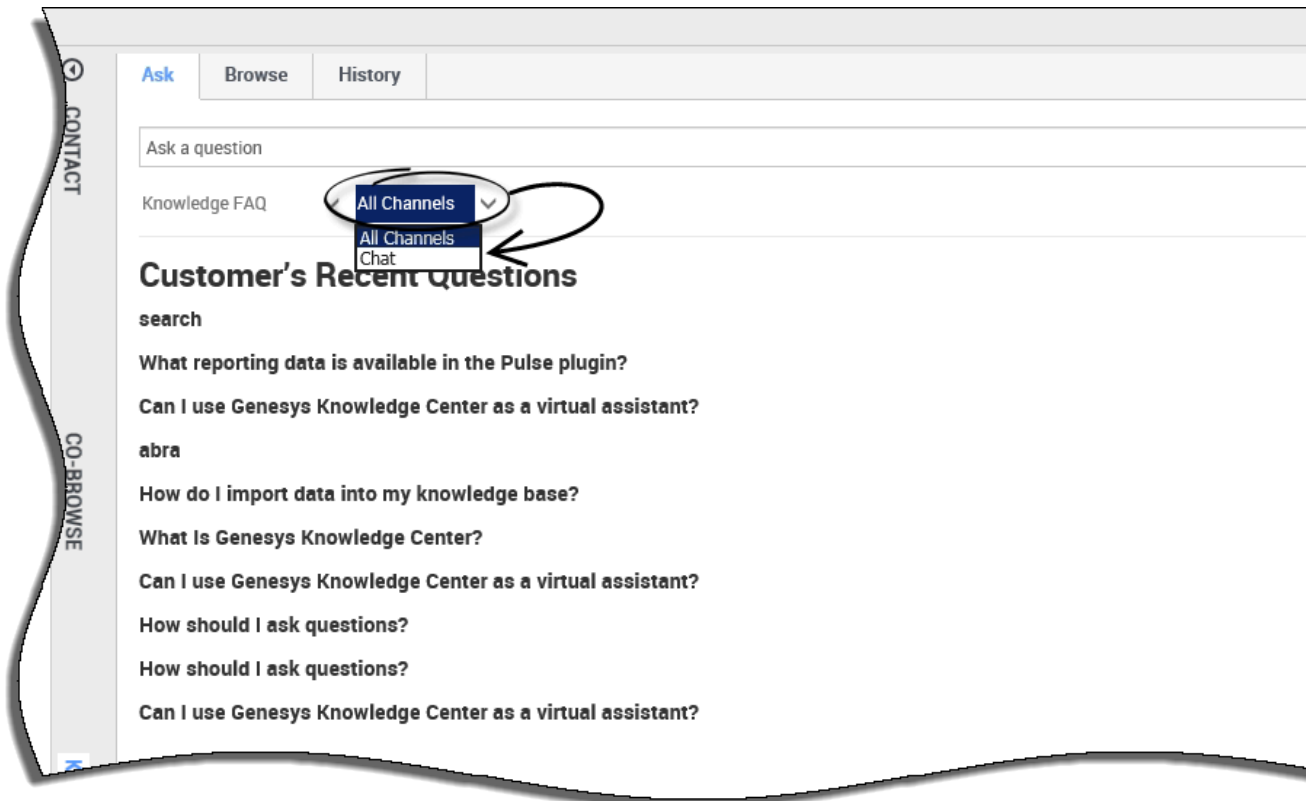 Ask Browse History
CONTACT
Ask a question
Knowledge FAQ All Channels
All Channels
Chat
Customer's Recent Questions
search
What reporting data is available in the Pulse plugin?
Can I use Genesys Knowledge Center as a virtual assistant?
abra
CO-BROWSE
How do I import data into my knowledge base?
What Is Genesys Knowledge Center?
Can I use Genesys Knowledge Center as a virtual assistant?
How should I ask questions?
How should I ask questions?
Can I use Genesys Knowledge Center as a virtual assistant?